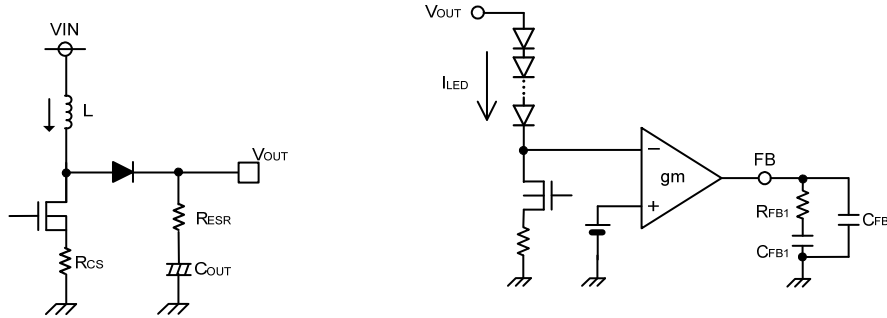 VIN
L
VOUT
RESR
RCS
COUT
VOUT
ILED
−
gm
+
FB
RFB1
CFB1
CFB